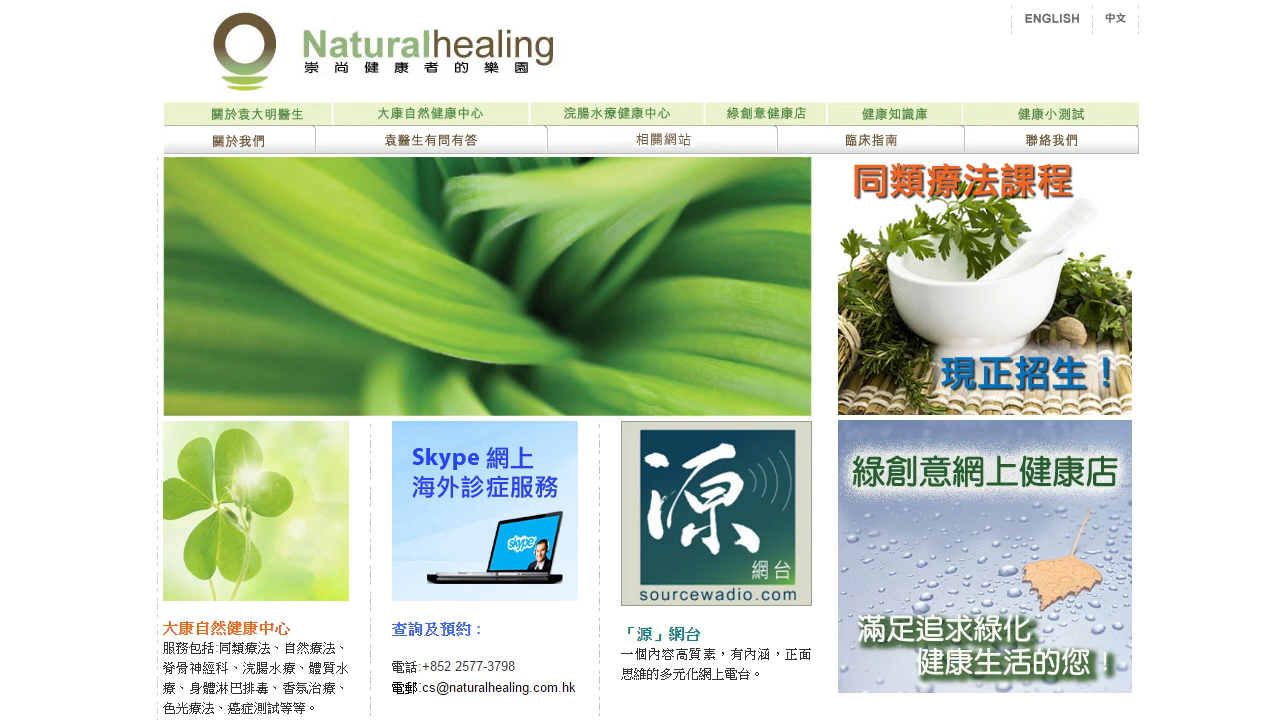 ENGLISH 中文
Naturalhealing
崇尚健康者的樂園
關於袁大明醫生 大康自然健康中心 浣腸水療健康中心 綠創意健康店 健康知識庫 健康小測試
關於我們 袁醫生有問有答 相關網站 臨床指南 聯絡我們
同類療法課程
現正招生！
Skype 網上
海外診症服務
skype
源
網台
sourcewadio.com
綠創意網上健康店
滿足追求綠化
健康生活的您！
大康自然健康中心
服務包括:同類療法、自然療法、
脊骨神經科、浣腸水療、體質水
療、身體淋巴排毒、香氛治療、
色光療法、癌症測試等等。
查詢及預約：
電話:+852 2577-3798
電郵:cs@naturalhealing.com.hk
「源」網台
一個內容高質素，有內涵，正面
思維的多元化網上電台。